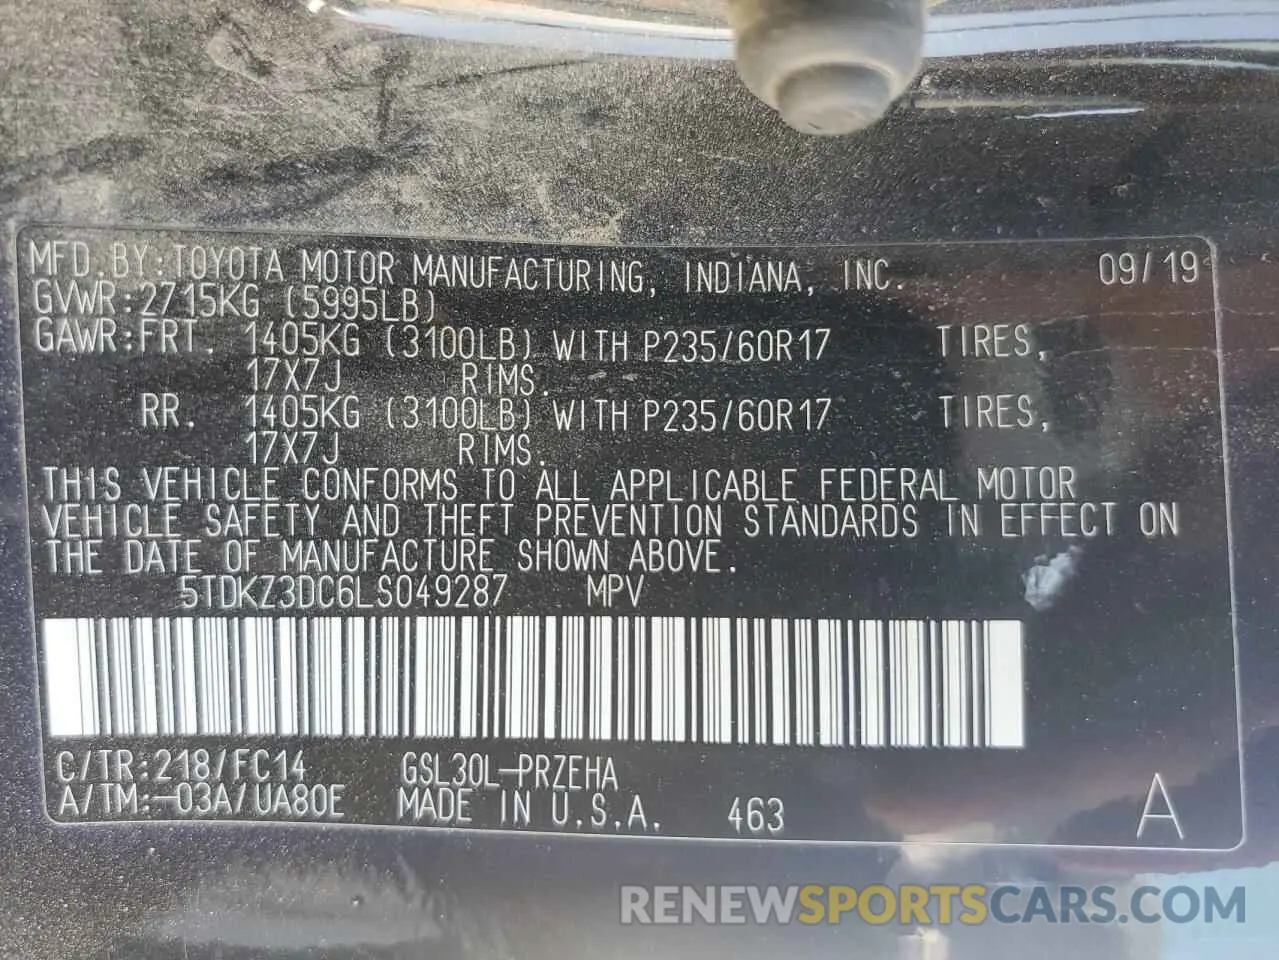 MFD.BY:TOYOTA MOTOR MANUFACTURING, INDIANA, INC. 09/19
GVWR:2715KG (5995LB)
GAWR:FRT. 1405KG (3100LB) WITH P235/60R17 TIRES,
17X7J RIMS.
RR. 1405KG (3100LB) WITH P235/60R17 TIRES,
17X7J RIMS.
THIS VEHICLE CONFORMS TO ALL APPLICABLE FEDERAL MOTOR
VEHICLE SAFETY AND THEFT PREVENTION STANDARDS IN EFFECT ON
THE DATE OF MANUFACTURE SHOWN ABOVE.
5TDKZ3DC6LS049287 MPV
C/TR:218/FC14 GSL30L-PRZEHA
A/TM:-03A/UA80E MADE IN U.S.A. 463 A
RENEWSPORTSCARS.COM